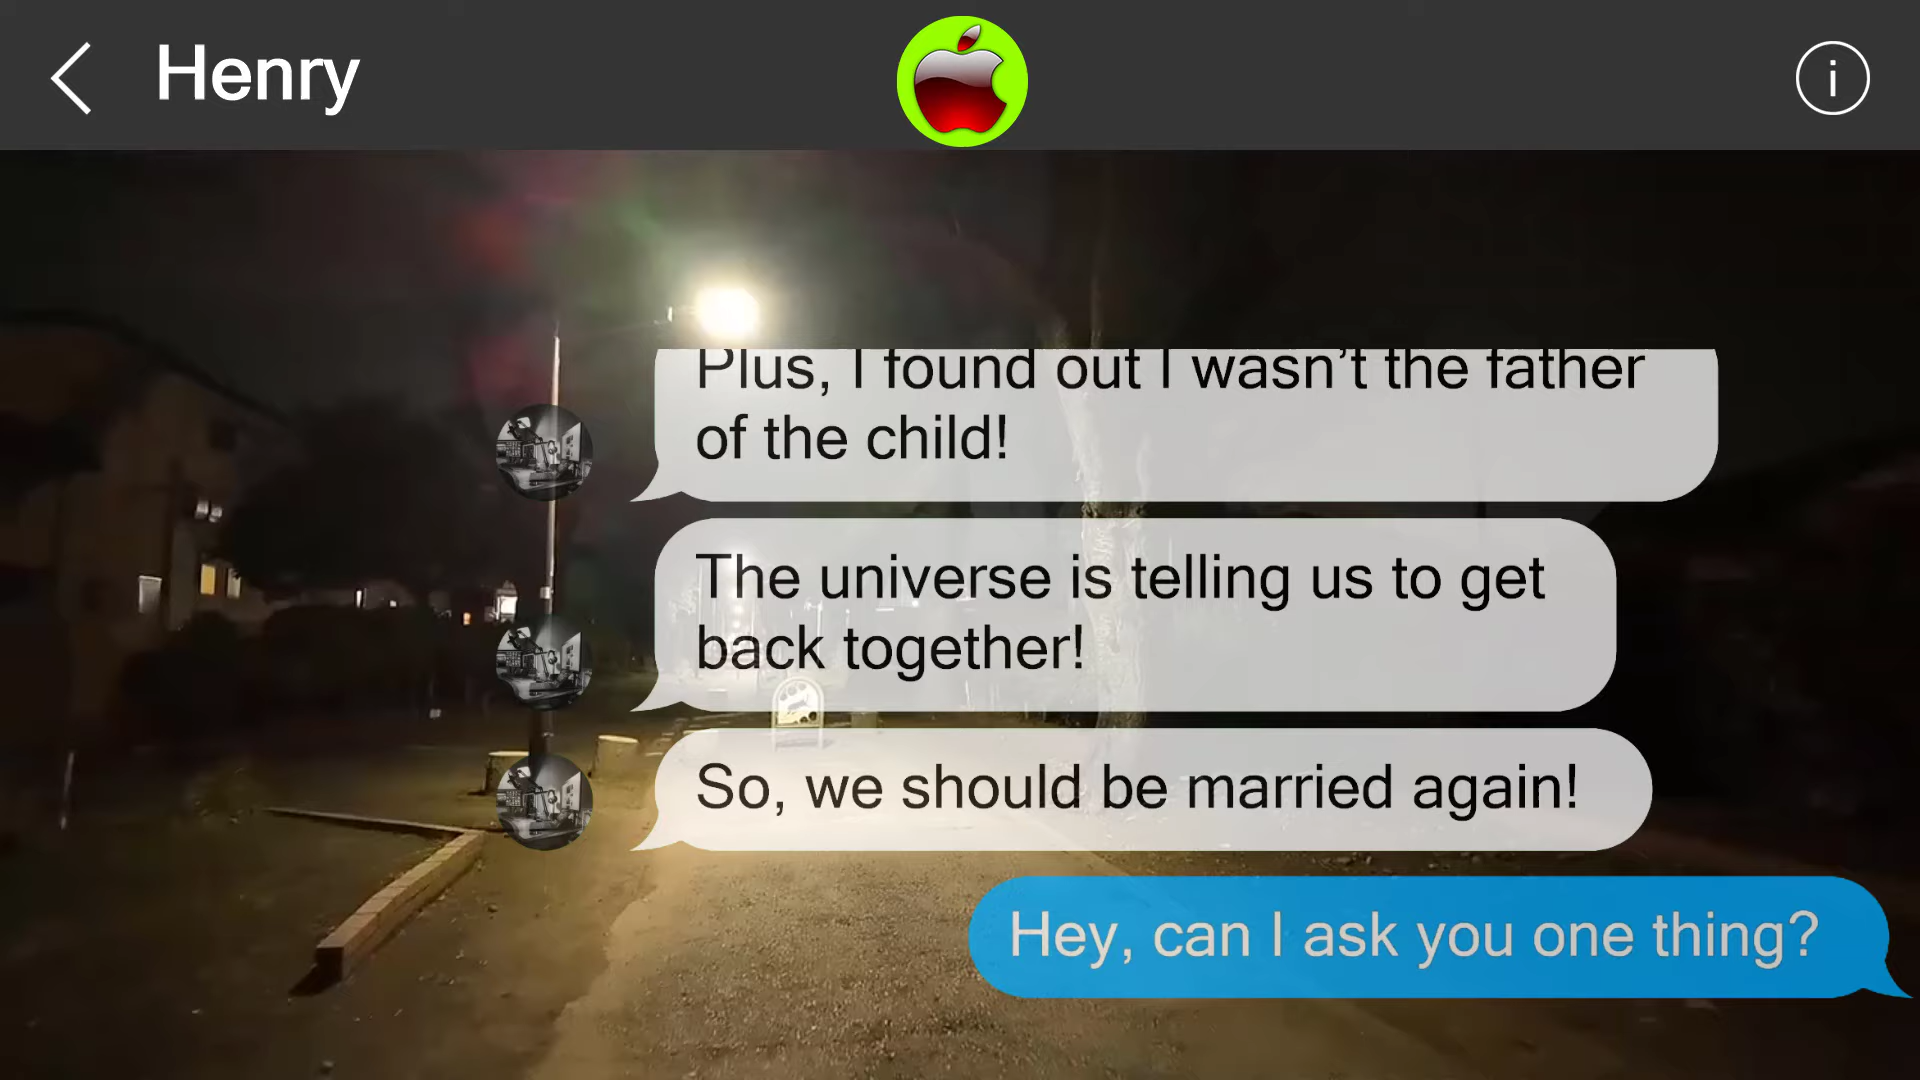 Henry
i
Plus, I found out I wasn’t the father
of the child!
The universe is telling us to get
back together!
So, we should be married again!
Hey, can I ask you one thing?